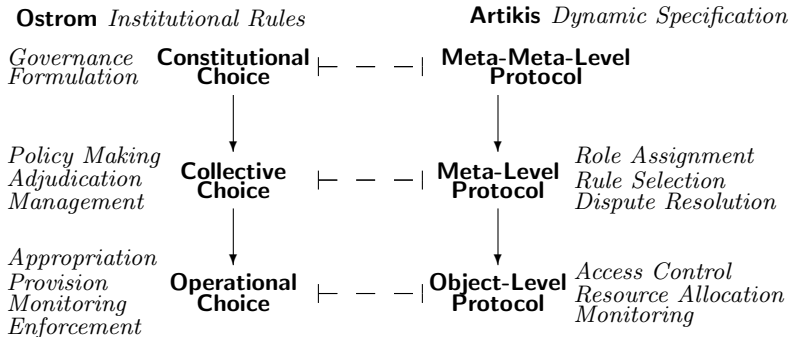 Ostrom Institutional Rules
Artikis Dynamic Specification
Governance
Formulation
Constitutional
Choice
Meta-Meta-Level
Protocol
Policy Making
Adjudication
Management
Collective
Choice
Meta-Level
Protocol
Role Assignment
Rule Selection
Dispute Resolution
Appropriation
Provision
Monitoring
Enforcement
Operational
Choice
Object-Level
Protocol
Access Control
Resource Allocation
Monitoring